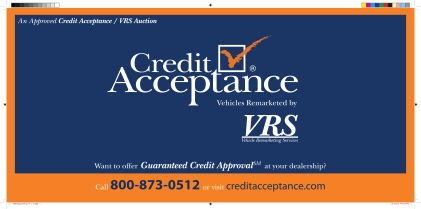 An Approved Credit Acceptance / VRS Auction
Credit
Acceptance®
Vehicles Remarketed by
VRS
Vehicle Remarketing Services
Want to offer Guaranteed Credit Approval℠ at your dealership?
Call 800-873-0512 or visit creditacceptance.com